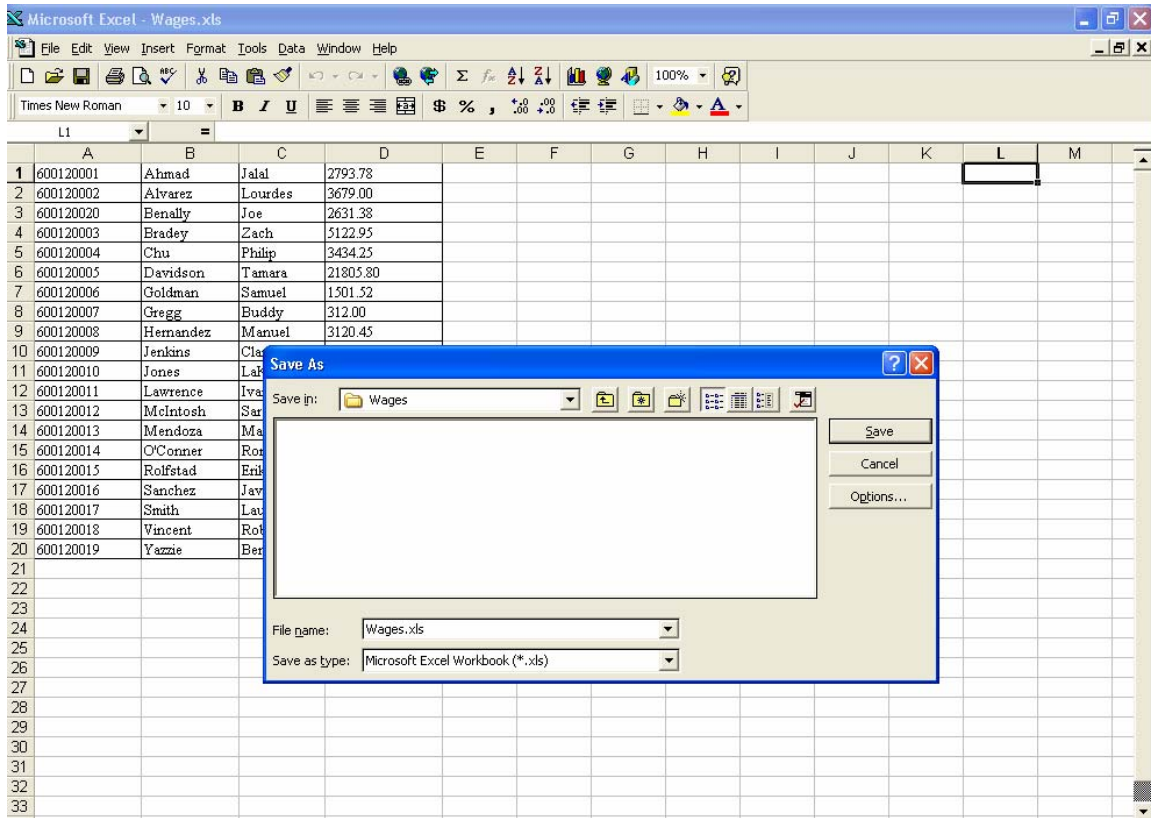 Microsoft Excel - Wages.xls
File Edit View Insert Format Tools Data Window Help
100%
Times New Roman 10 B I U $ % ,
L1 =
A B C D E F G H I J K L M
1 600120001 Ahmad Jalal 2793.78
2 600120002 Alvarez Lourdes 3679.00
3 600120020 Benally Joe 2631.38
4 600120003 Bradey Zach 5122.95
5 600120004 Chu Philip 3434.25
6 600120005 Davidson Tamara 21805.80
7 600120006 Goldman Samuel 1501.52
8 600120007 Gregg Buddy 312.00
9 600120008 Hernandez Manuel 3120.45
10 600120009 Jenkins
11 600120010 Jones
12 600120011 Lawrence
13 600120012 McIntosh
14 600120013 Mendoza
15 600120014 O'Conner
16 600120015 Rolfstad
17 600120016 Sanchez
18 600120017 Smith
19 600120018 Vincent
20 600120019 Yazzie
21
22
23
24
25
26
27
28
29
30
31
32
33
Save As
Save in: Wages
Save
Cancel
Options...
File name: Wages.xls
Save as type: Microsoft Excel Workbook (*.xls)